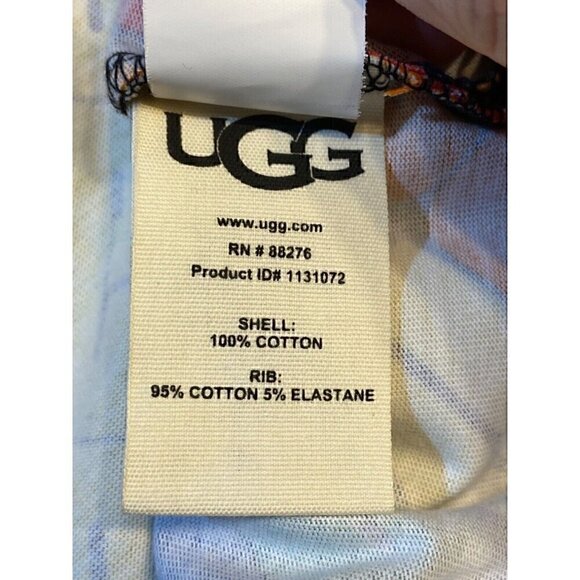 UGG
www.ugg.com
RN # 88276
Product ID# 1131072
SHELL:
100% COTTON
RIB:
95% COTTON 5% ELASTANE